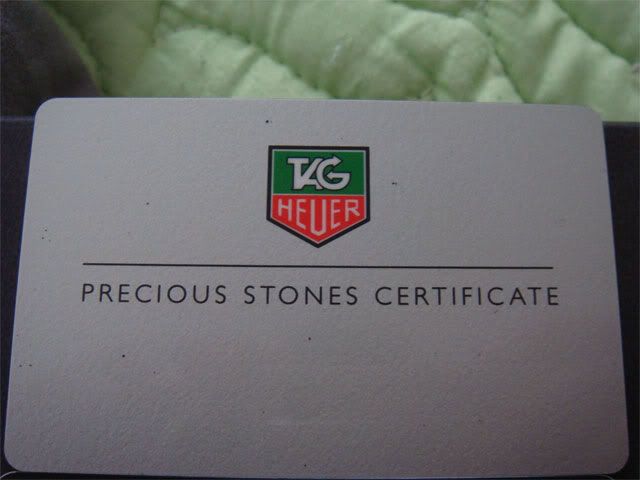 TAG
HEUER
PRECIOUS STONES CERTIFICATE